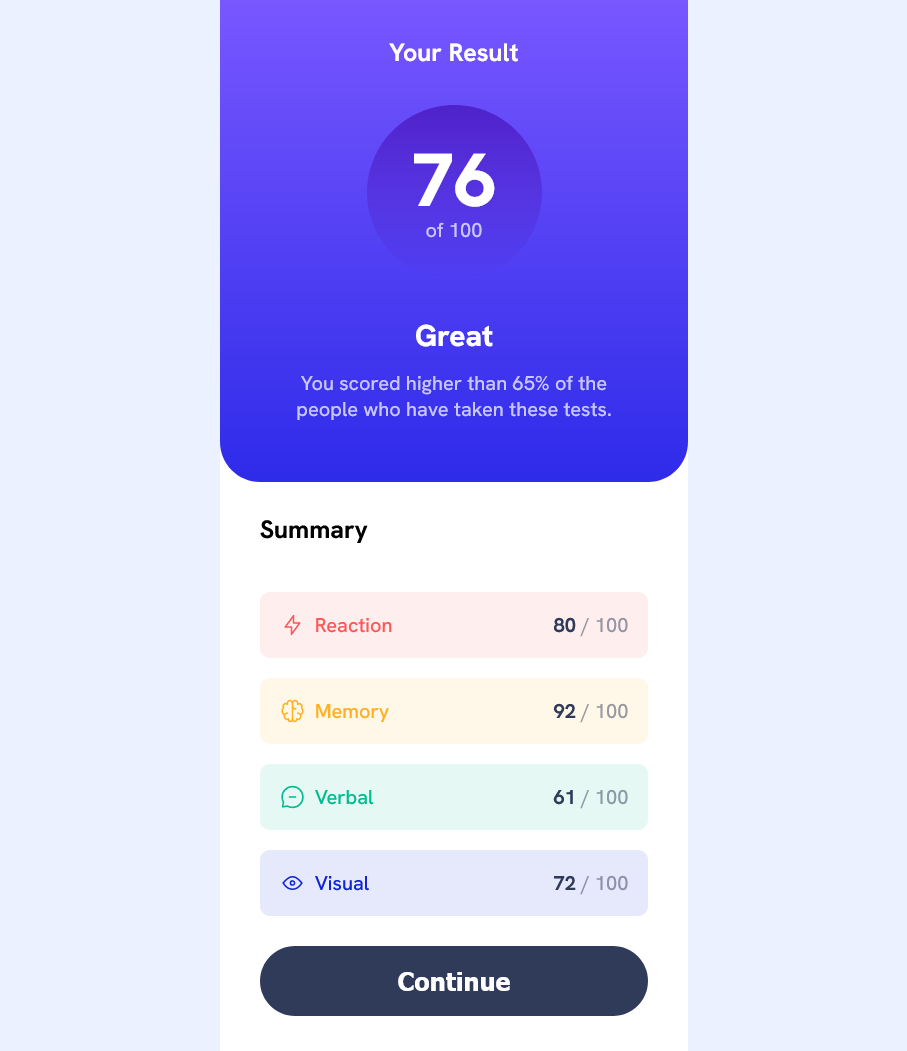 Your Result
76
of 100
Great
You scored higher than 65% of the
people who have taken these tests.
Summary
Reaction 80 / 100
Memory 92 / 100
Verbal 61 / 100
Visual 72 / 100
Continue